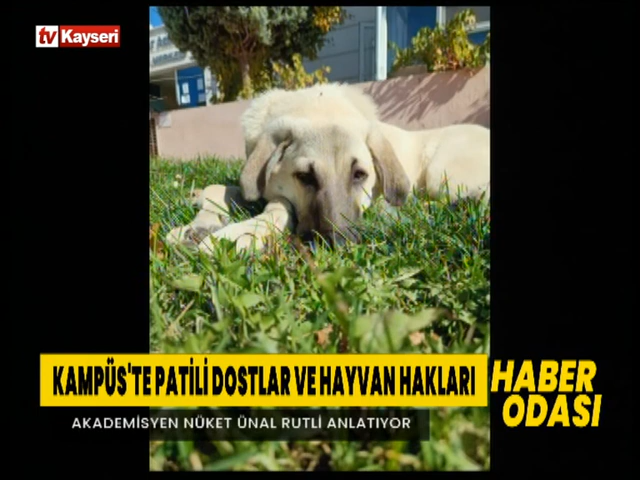 tv Kayseri
KAMPÜS'TE PATİLİ DOSTLAR VE HAYVAN HAKLARI
AKADEMİSYEN NÜKET ÜNAL RUTLİ ANLATIYOR
HABER
ODASI